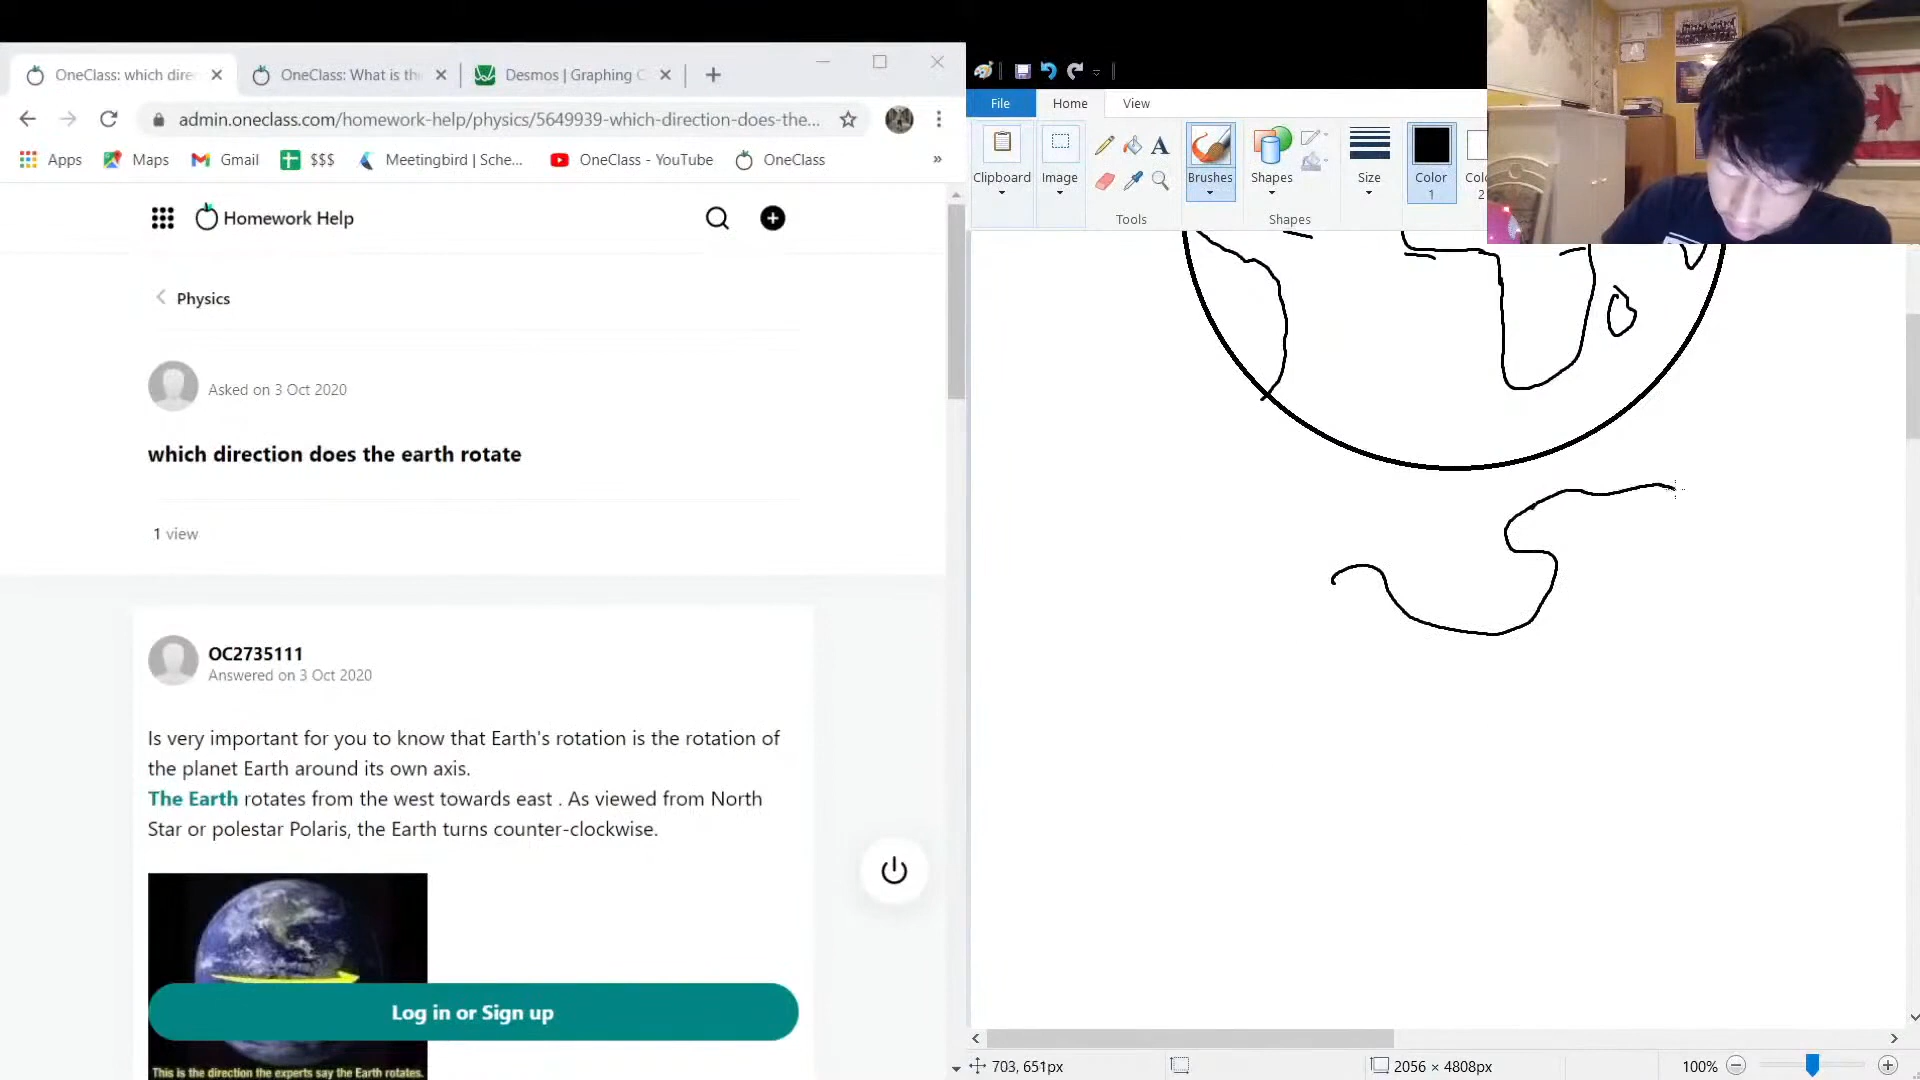 OneClass: which dire
OneClass: What is the
Desmos | Graphing C
admin.oneclass.com/homework-help/physics/5649939-which-direction-does-the...
Apps
Maps
Gmail
$$$
Meetingbird | Sche...
OneClass - YouTube
OneClass
»
Homework Help
Physics
Asked on 3 Oct 2020
which direction does the earth rotate
1 view
OC2735111
Answered on 3 Oct 2020
Is very important for you to know that Earth's rotation is the rotation of
the planet Earth around its own axis.
The Earth rotates from the west towards east . As viewed from North
Star or polestar Polaris, the Earth turns counter-clockwise.
Log in or Sign up
This is the direction the experts say the Earth rotates.
File
Home
View
Clipboard
Image
A
Tools
Brushes
Shapes
Shapes
Size
Color
1
Colo
2
703, 651px
2056 × 4808px
100%